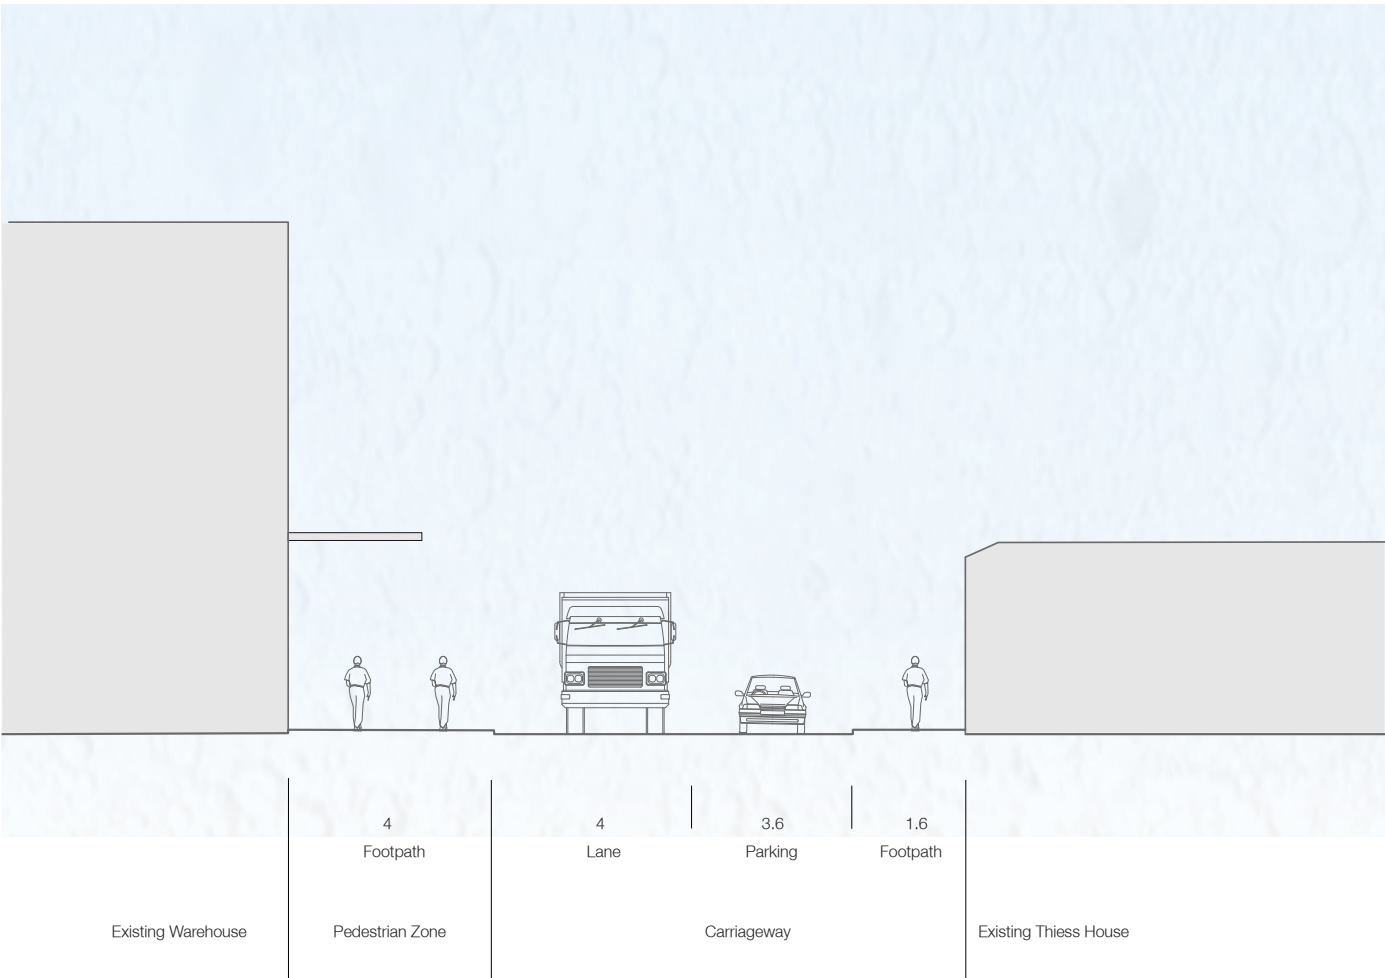 4 4 3.6 1.6
Footpath Lane Parking Footpath
Existing Warehouse Pedestrian Zone Carriageway Existing Thiess House